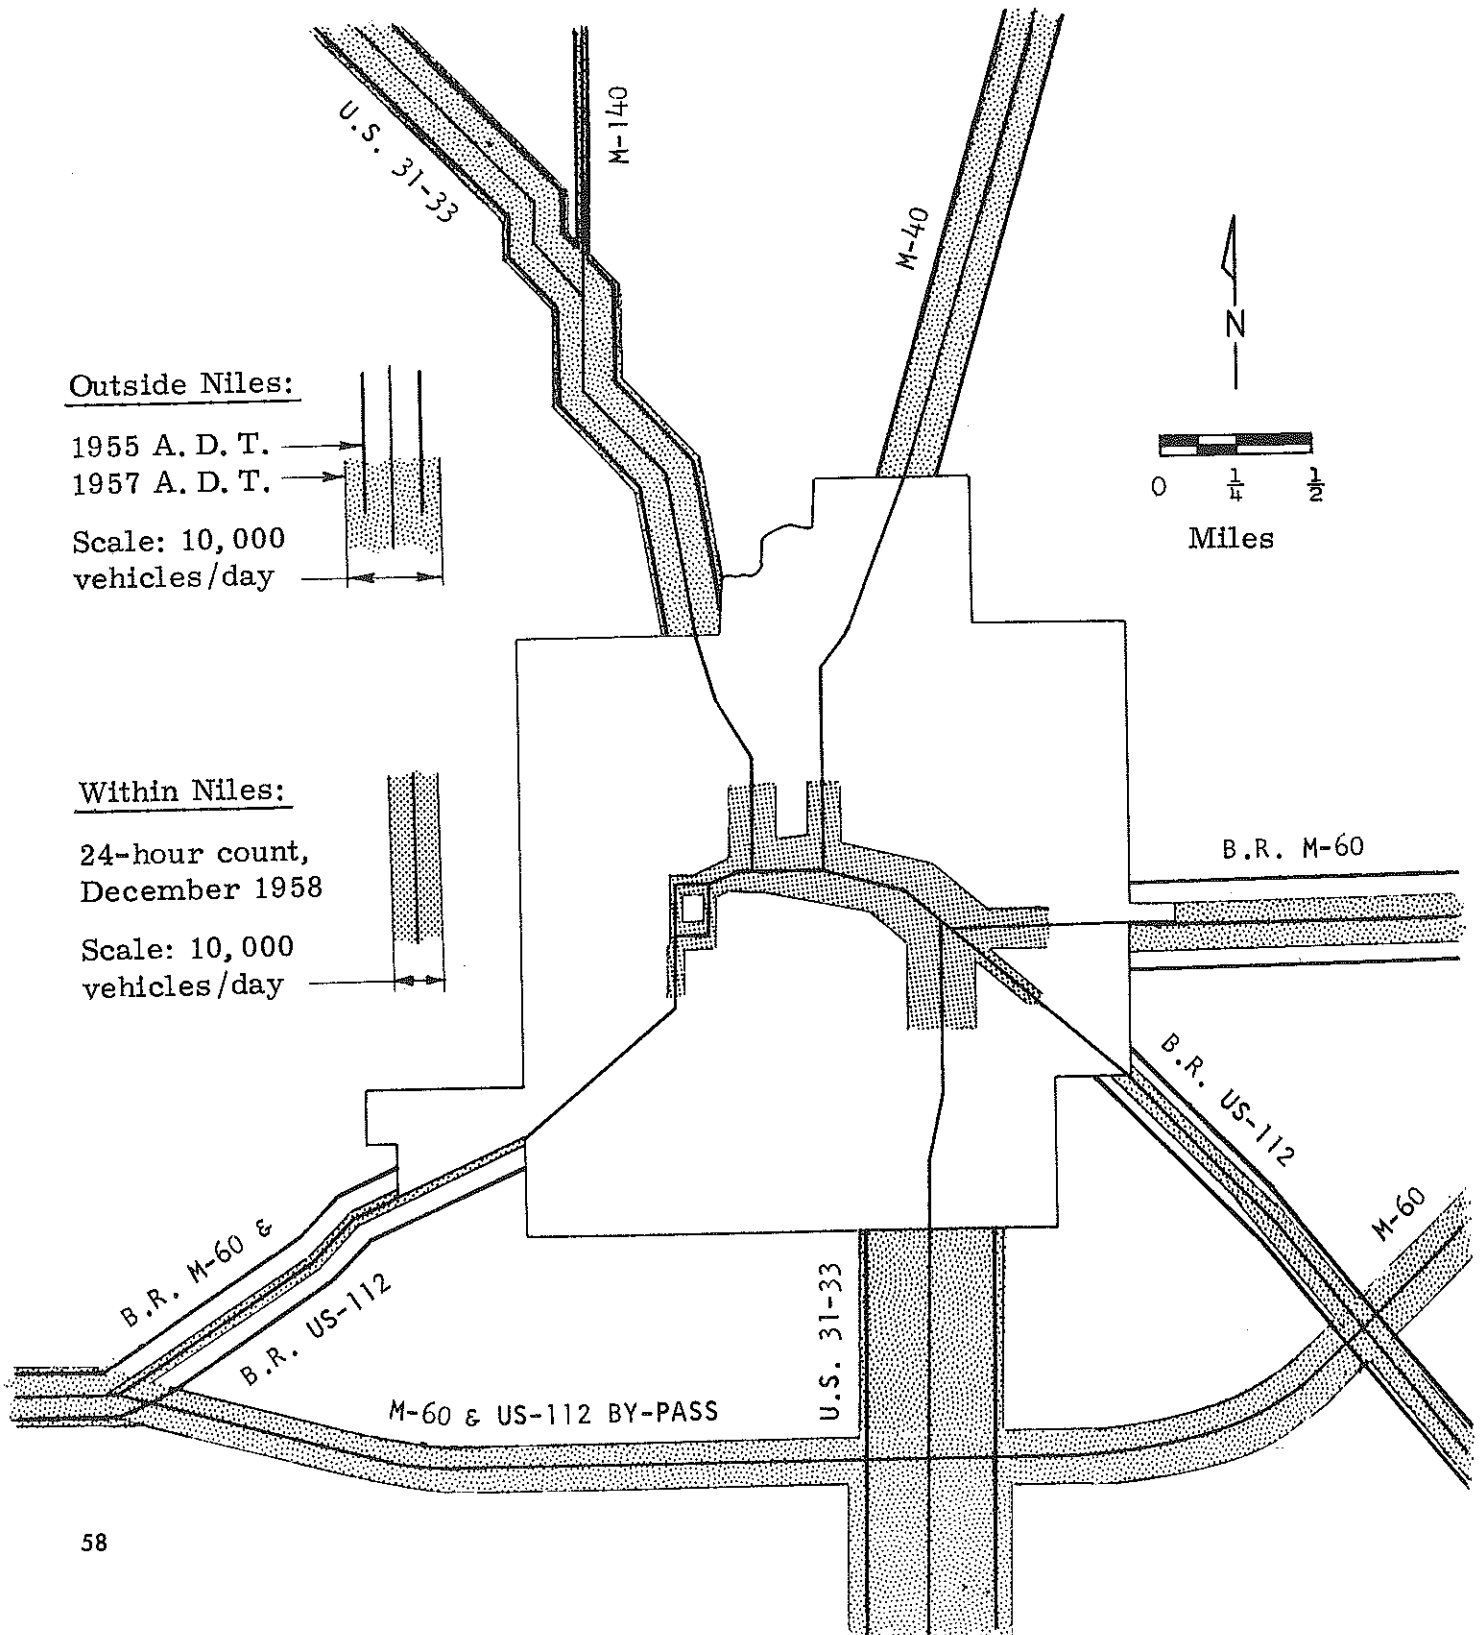 U.S. 31-33
M-140
M-40
N
0 1/4 1/2
Miles
Outside Niles:
1955 A. D. T.
1957 A. D. T.
Scale: 10,000
vehicles/day
Within Niles:
24-hour count,
December 1958
Scale: 10,000
vehicles/day
B.R. M-60
B.R. US-112
M-60
B.R. M-60 &
B.R. US-112
U.S. 31-33
M-60 & US-112 BY-PASS
58